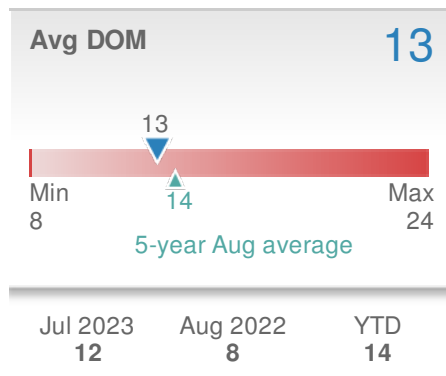 Avg DOM 13
13
Min Max
8 24
14
5-year Aug average
Jul 2023 Aug 2022 YTD
12 8 14